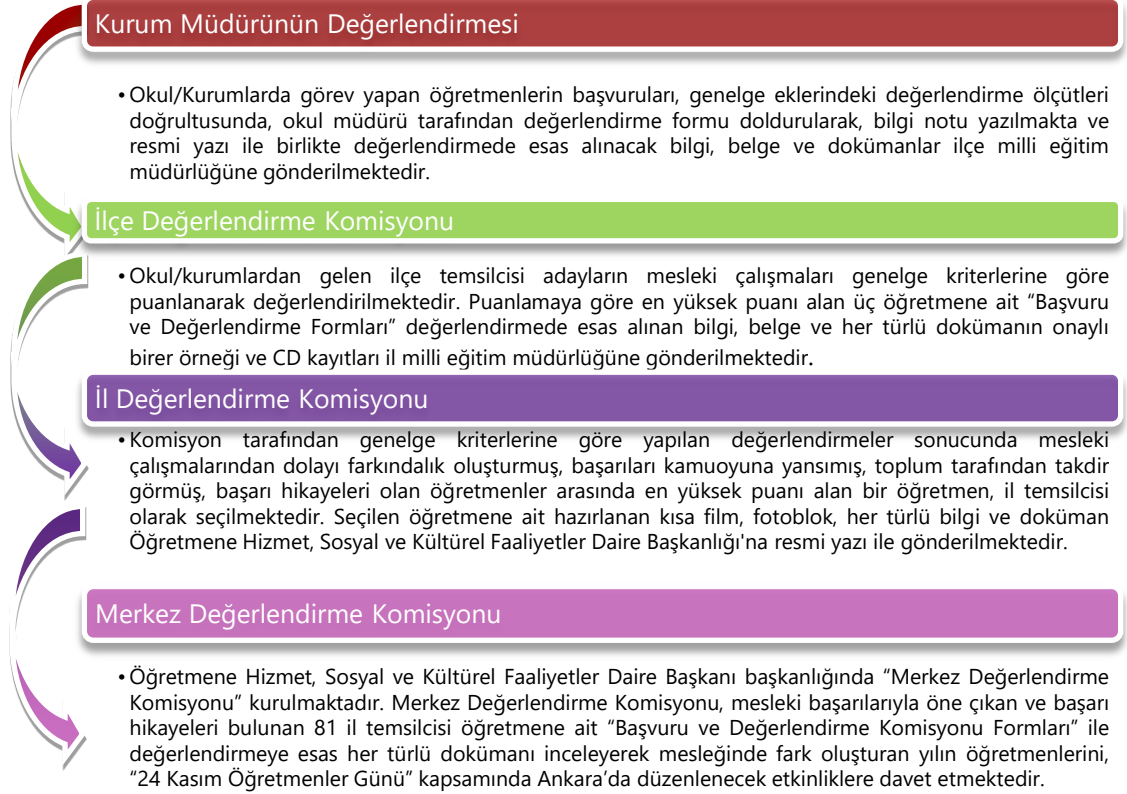 Kurum Müdürünün Değerlendirmesi
• Okul/Kurumlarda görev yapan öğretmenlerin başvuruları, genelge eklerindeki değerlendirme ölçütleri
doğrultusunda, okul müdürü tarafından değerlendirme formu doldurularak, bilgi notu yazılmakta ve
resmi yazı ile birlikte değerlendirmede esas alınacak bilgi, belge ve dokümanlar ilçe milli eğitim
müdürlüğüne gönderilmektedir.
İlçe Değerlendirme Komisyonu
• Okul/kurumlardan gelen ilçe temsilcisi adayların mesleki çalışmaları genelge kriterlerine göre
puanlanarak değerlendirilmektedir. Puanlamaya göre en yüksek puanı alan üç öğretmene ait “Başvuru
ve Değerlendirme Formları” değerlendirmede esas alınan bilgi, belge ve her türlü dokümanın onaylı
birer örneği ve CD kayıtları il milli eğitim müdürlüğüne gönderilmektedir.
İl Değerlendirme Komisyonu
• Komisyon tarafından genelge kriterlerine göre yapılan değerlendirmeler sonucunda mesleki
çalışmalarından dolayı farkındalık oluşturmuş, başarıları kamuoyuna yansımış, toplum tarafından takdir
görmüş, başarı hikayeleri olan öğretmenler arasında en yüksek puanı alan bir öğretmen, il temsilcisi
olarak seçilmektedir. Seçilen öğretmene ait hazırlanan kısa film, fotoblok, her türlü bilgi ve doküman
Öğretmene Hizmet, Sosyal ve Kültürel Faaliyetler Daire Başkanlığı'na resmi yazı ile gönderilmektedir.
Merkez Değerlendirme Komisyonu
• Öğretmene Hizmet, Sosyal ve Kültürel Faaliyetler Daire Başkanı başkanlığında “Merkez Değerlendirme
Komisyonu” kurulmaktadır. Merkez Değerlendirme Komisyonu, mesleki başarılarıyla öne çıkan ve başarı
hikayeleri bulunan 81 il temsilcisi öğretmene ait “Başvuru ve Değerlendirme Komisyonu Formları” ile
değerlendirmeye esas her türlü dokümanı inceleyerek mesleğinde fark oluşturan yılın öğretmenlerini,
“24 Kasım Öğretmenler Günü” kapsamında Ankara’da düzenlenecek etkinliklere davet etmektedir.